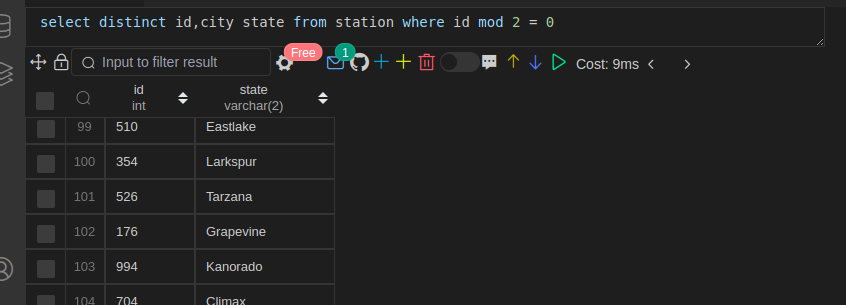 select distinct id,city state from station where id mod 2 = 0
Input to filter result
Free
1
Cost: 9ms
id
int
state
varchar(2)
99 510 Eastlake
100 354 Larkspur
101 526 Tarzana
102 176 Grapevine
103 994 Kanorado
104 704 Climax